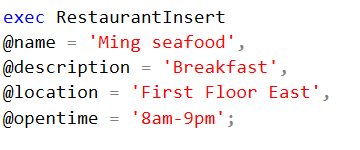 exec RestaurantInsert
@name = 'Ming seafood',
@description = 'Breakfast',
@location = 'First Floor East',
@opentime = '8am-9pm';